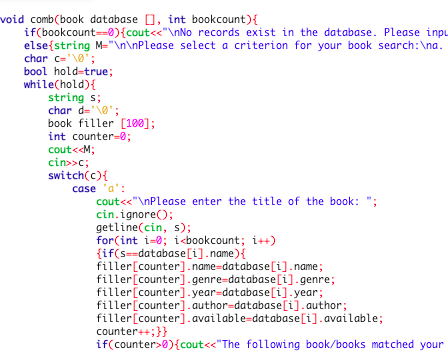 void comb(book database [], int bookcount){
if(bookcount==0){cout<<"\nNo records exist in the database. Please inpu
else{string M="\n\nPlease select a criterion for your book search:\na.
char c='\0';
bool hold=true;
while(hold){
string s;
char d='\0';
book filler [100];
int counter=0;
cout<<M;
cin>>c;
switch(c){
case 'a':
cout<<"\nPlease enter the title of the book: ";
cin.ignore();
getline(cin, s);
for(int i=0; i<bookcount; i++)
{if(s==database[i].name){
filler[counter].name=database[i].name;
filler[counter].genre=database[i].genre;
filler[counter].year=database[i].year;
filler[counter].author=database[i].author;
filler[counter].available=database[i].available;
counter++;}}
if(counter>0){cout<<"The following book/books matched your